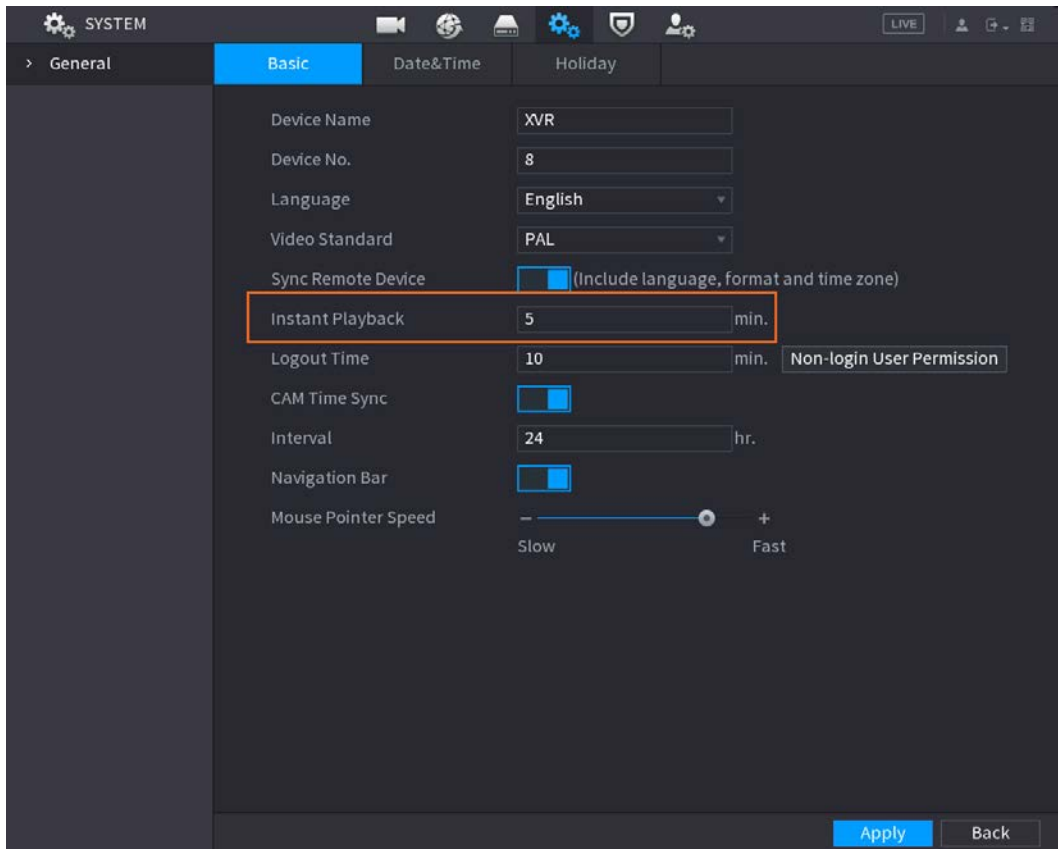 SYSTEM
LIVE
> General
Basic Date&Time Holiday
Device Name XVR
Device No. 8
Language English
Video Standard PAL
Sync Remote Device (Include language, format and time zone)
Instant Playback 5 min.
Logout Time 10 min. Non-login User Permission
CAM Time Sync
Interval 24 hr.
Navigation Bar
Mouse Pointer Speed − +
Slow Fast
Apply Back